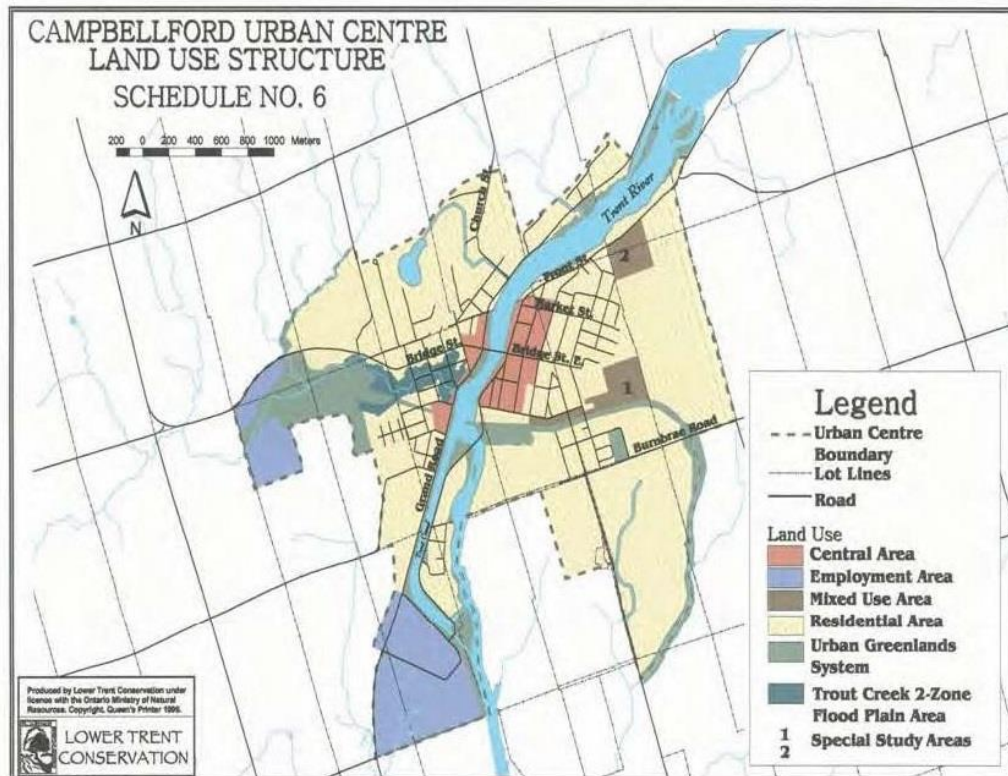 CAMPBELLFORD URBAN CENTRE
LAND USE STRUCTURE
SCHEDULE NO. 6
200 0 200 400 600 800 1000 Meters
N
Church St.
Trent River
2
Front St.
Market St.
Bridge St.
Bridge St. E.
1
Burnbrae Road
Grand Road
Trent Canal
Legend
Urban Centre
Boundary
Lot Lines
Road
Land Use
Central Area
Employment Area
Mixed Use Area
Residential Area
Urban Greenlands
System
Trout Creek 2-Zone
Flood Plain Area
1
2 Special Study Areas
Produced by Lower Trent Conservation under
licence with the Ontario Ministry of Natural
Resources. Copyright. Queen's Printer 1996.
LOWER TRENT
CONSERVATION